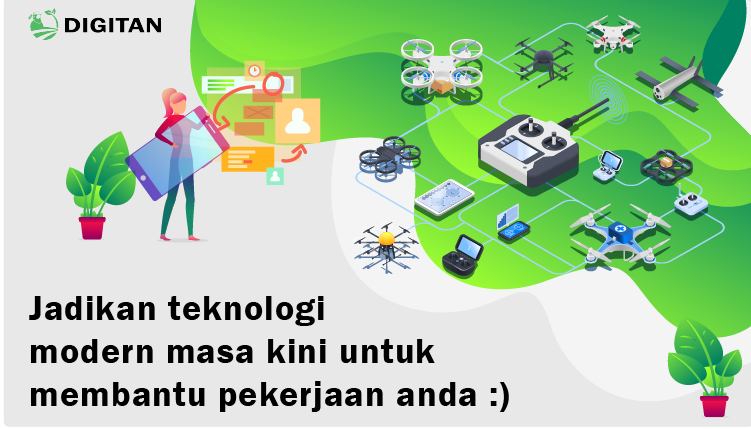 DIGITAN
Jadikan teknologi
modern masa kini untuk
membantu pekerjaan anda :)